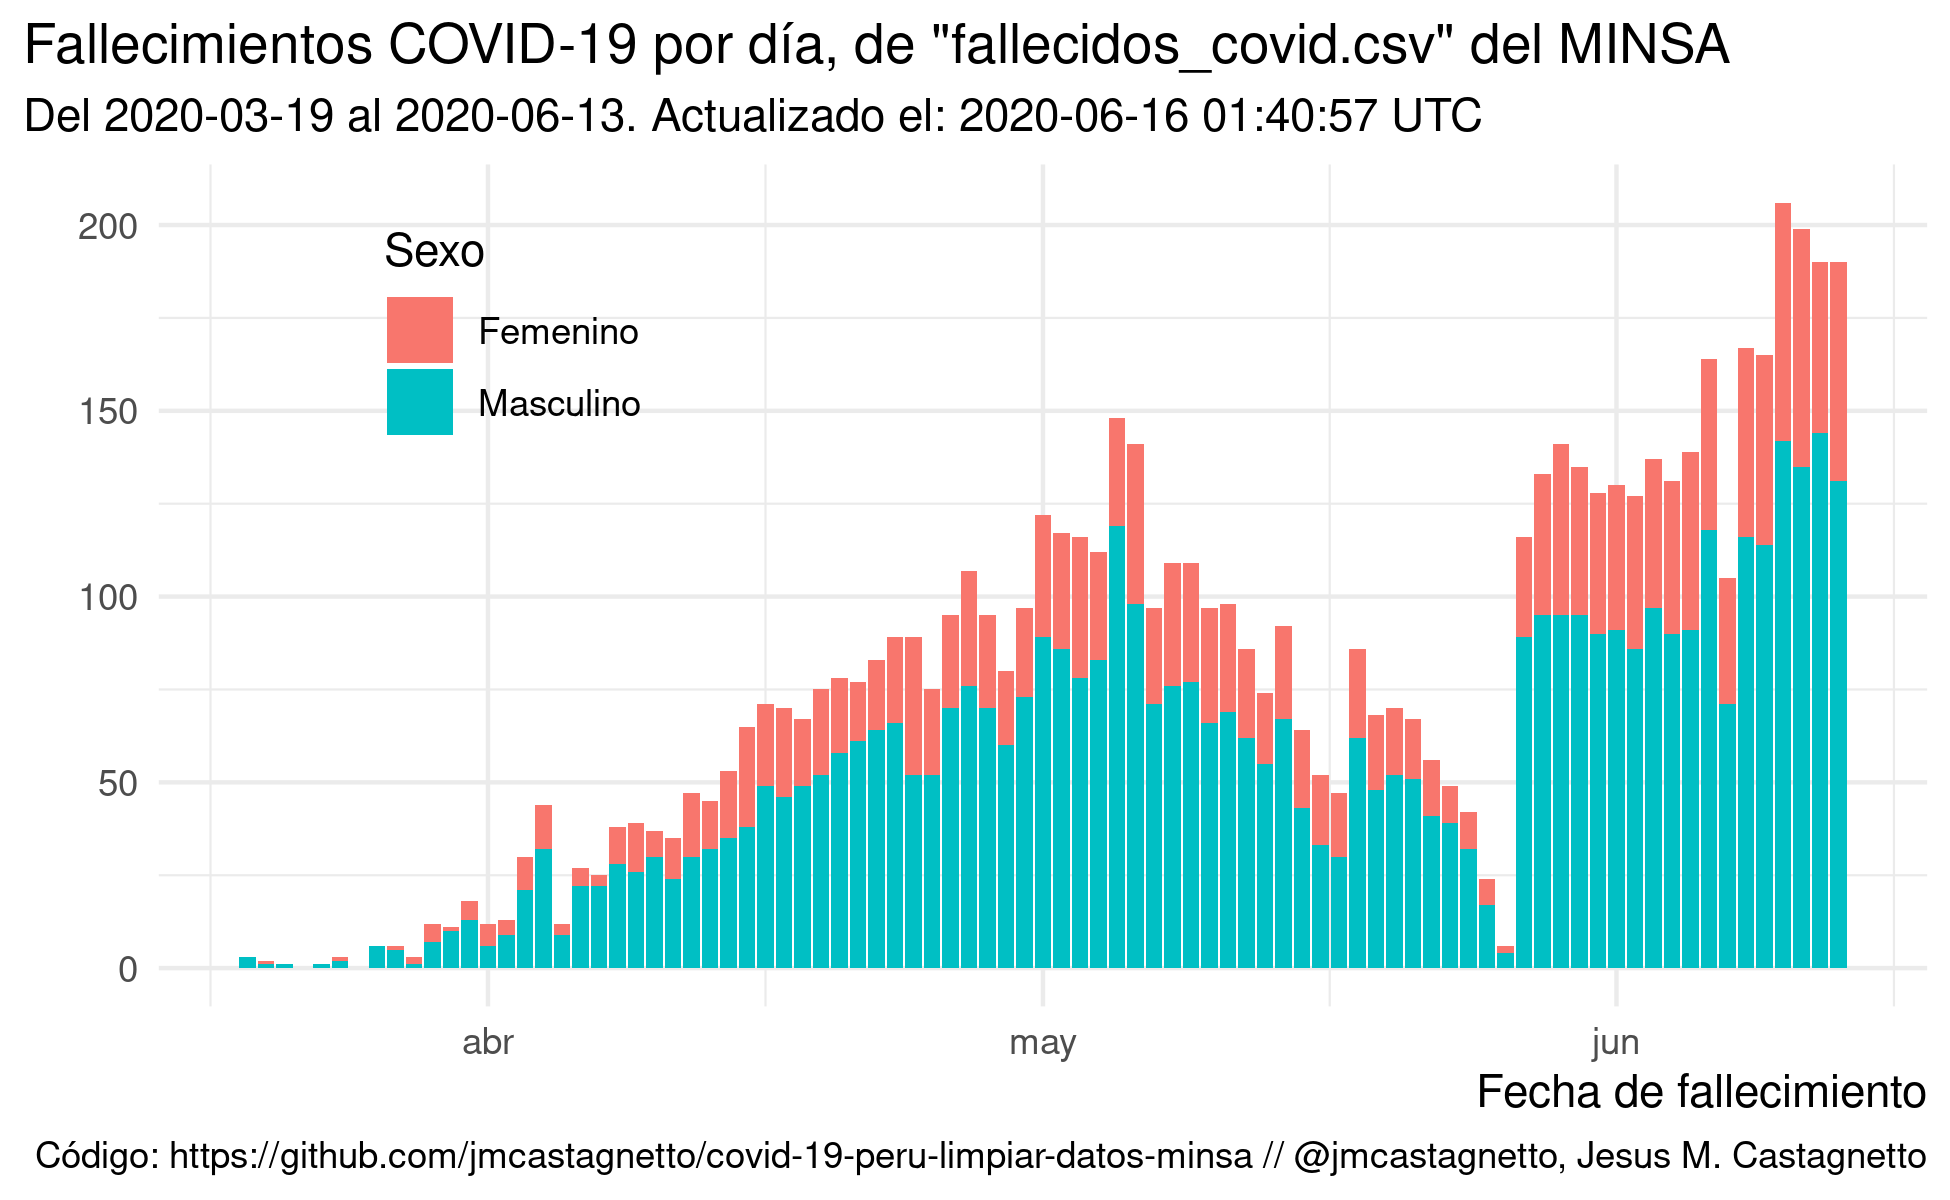 Fallecimientos COVID-19 por día, de "fallecidos_covid.csv" del MINSA
Del 2020-03-19 al 2020-06-13. Actualizado el: 2020-06-16 01:40:57 UTC
200
150
100
50
0
Sexo
Femenino
Masculino
abr
may
jun
Fecha de fallecimiento
Código: https://github.com/jmcastagnetto/covid-19-peru-limpiar-datos-minsa // @jmcastagnetto, Jesus M. Castagnetto